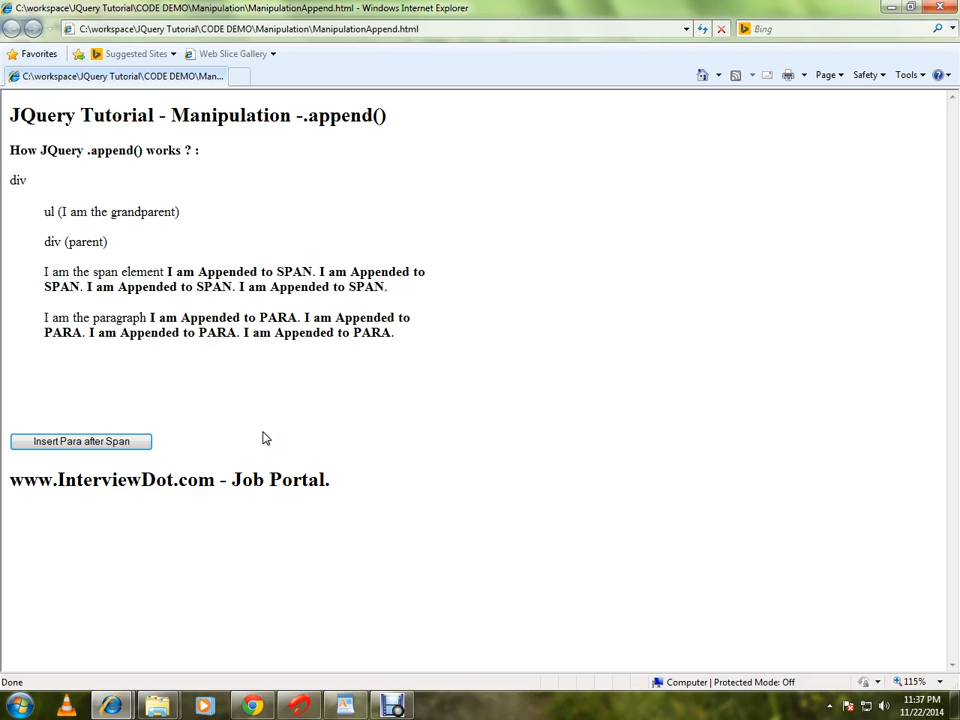 C:\workspace\JQuery Tutorial\CODE DEMO\Manipulation\ManipulationAppend.html - Windows Internet Explorer
C:\workspace\JQuery Tutorial\CODE DEMO\Manipulation\ManipulationAppend.html
Bing
Favorites
Suggested Sites
Web Slice Gallery
C:\workspace\JQuery Tutorial\CODE DEMO\Man...
Page
Safety
Tools
JQuery Tutorial - Manipulation -.append()
How JQuery .append() works ? :
div
ul (I am the grandparent)
div (parent)
I am the span element I am Appended to SPAN. I am Appended to
SPAN. I am Appended to SPAN. I am Appended to SPAN.
I am the paragraph I am Appended to PARA. I am Appended to
PARA. I am Appended to PARA. I am Appended to PARA.
Insert Para after Span
www.InterviewDot.com - Job Portal.
Done
Computer | Protected Mode: Off
115%
11:37 PM
11/22/2014